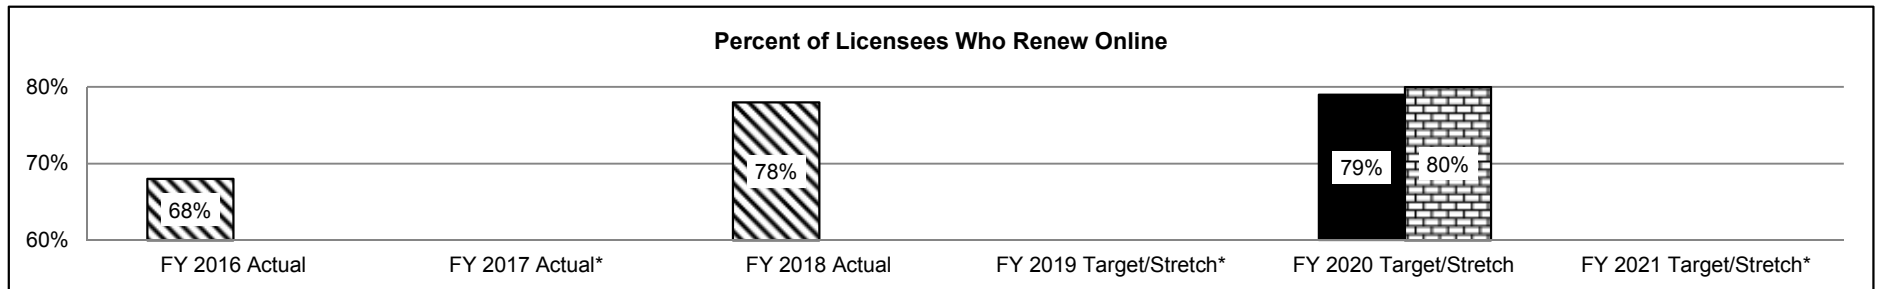 Percent of Licensees Who Renew Online
80%
70%
60%
68%
78%
79%
80%
FY 2016 Actual
FY 2017 Actual*
FY 2018 Actual
FY 2019 Target/Stretch*
FY 2020 Target/Stretch
FY 2021 Target/Stretch*